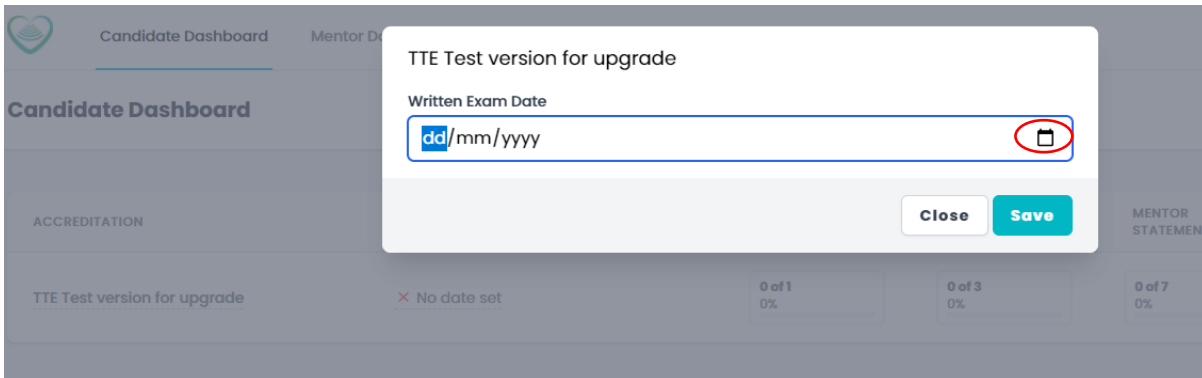 Candidate Dashboard
Mentor Do
TTE Test version for upgrade
Written Exam Date
dd/mm/yyyy
Candidate Dashboard
Close
Save
ACCREDITATION
MENTOR
STATEMEN
TTE Test version for upgrade
× No date set
0 of 1
0%
0 of 3
0%
0 of 7
0%